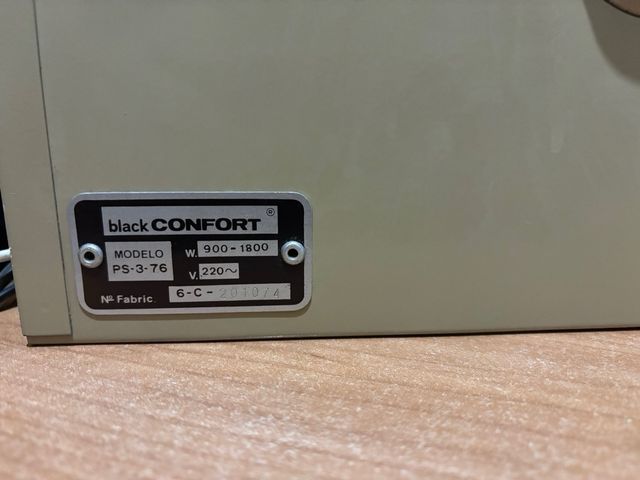 black CONFORT ®
MODELO
PS-3-76
W. 900-1800
V. 220~
Nº Fabric. 6-C-